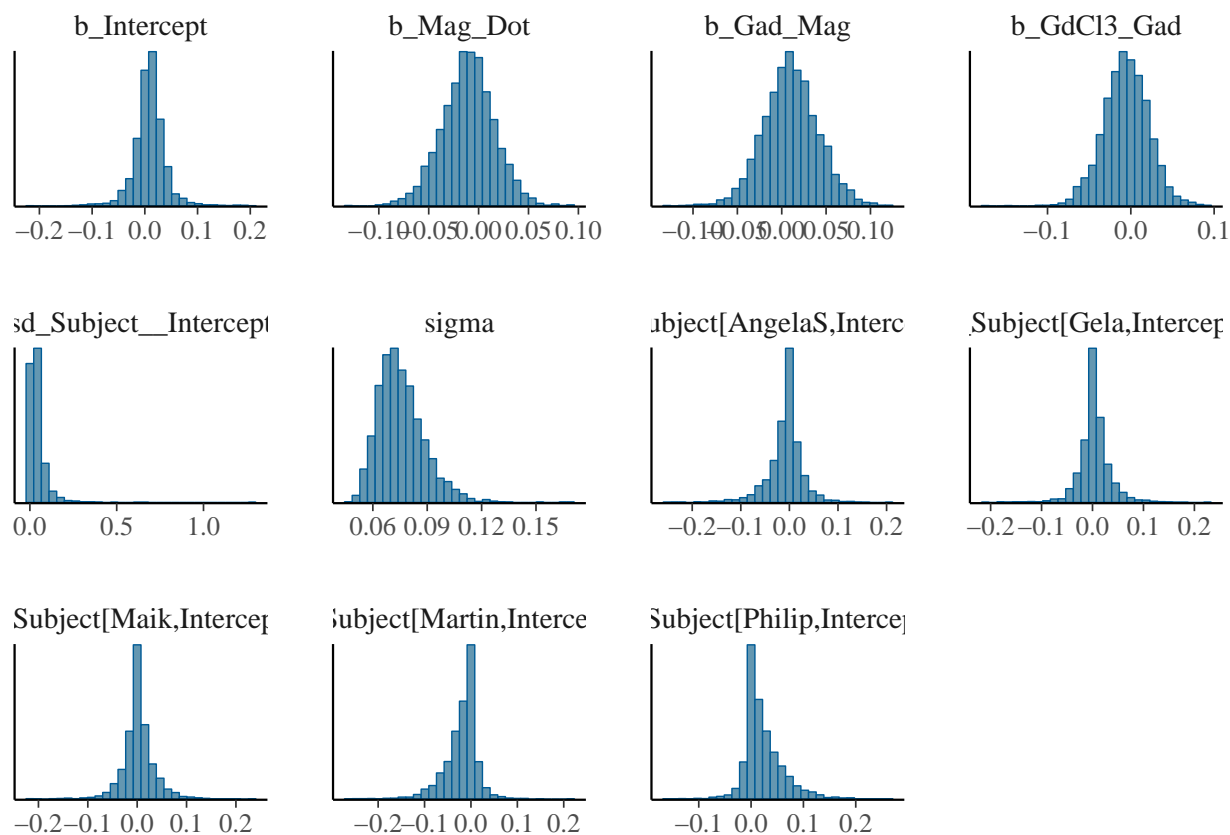 b_Intercept b_Mag_Dot b_Gad_Mag b_GdCl3_Gad
−0.2 −0.1 0.0 0.1 0.2 −0.10 −0.05 0.00 0.05 0.10 −0.10 −0.05 0.00 0.05 0.10 −0.1 0.0 0.1
sd_Subject__Intercept sigma ubject[AngelaS,Interc _Subject[Gela,Intercep
0.0 0.5 1.0 0.06 0.09 0.12 0.15 −0.2 −0.1 0.0 0.1 0.2 −0.2 −0.1 0.0 0.1 0.2
Subject[Maik,Intercep Subject[Martin,Interce Subject[Philip,Intercep
−0.2 −0.1 0.0 0.1 0.2 −0.2 −0.1 0.0 0.1 0.2 −0.1 0.0 0.1 0.2